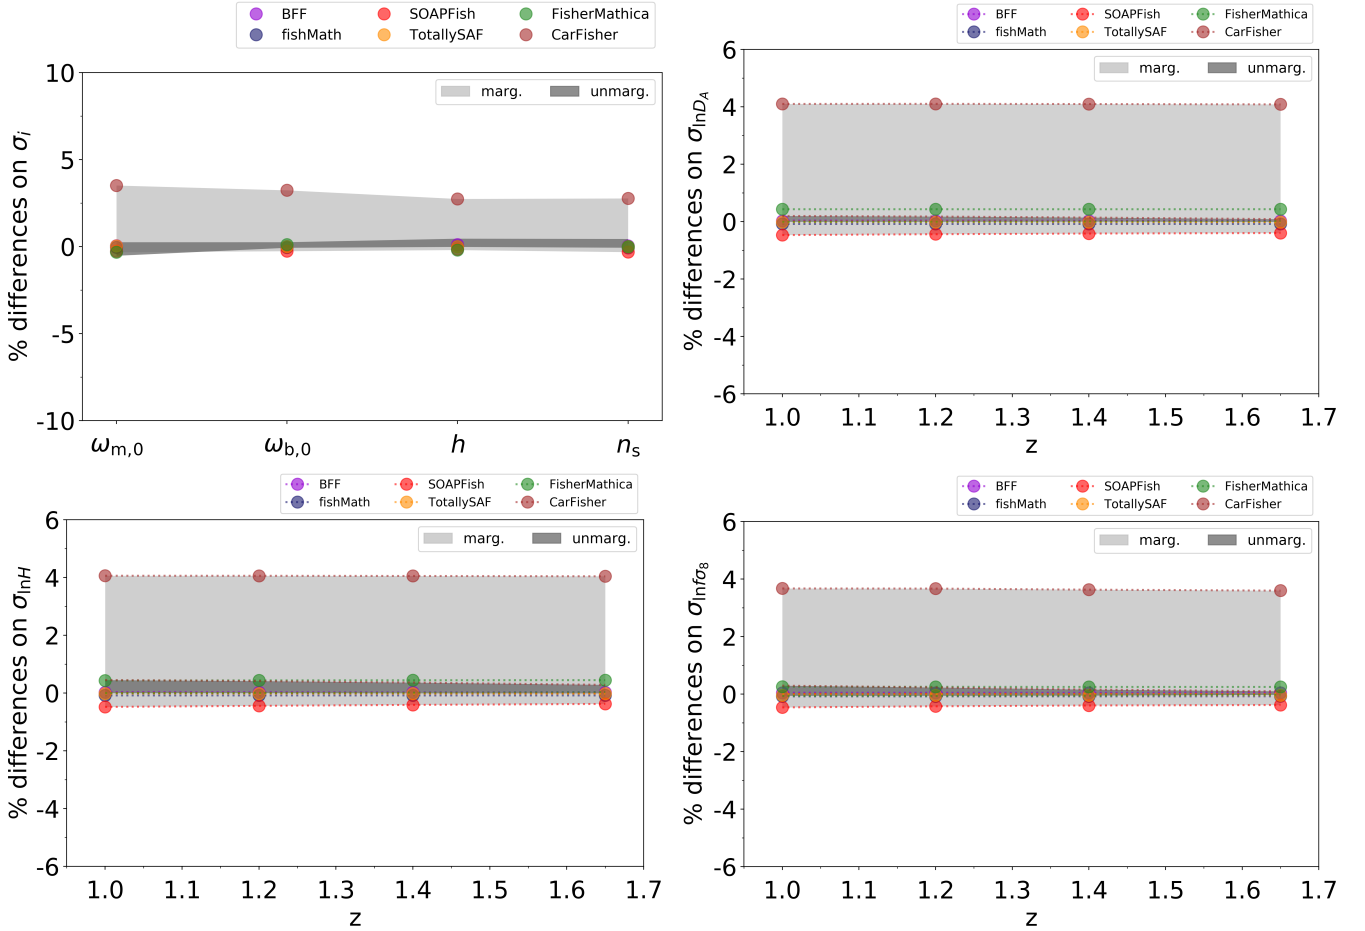 BFF SOAPFish FisherMathica
fishMath TotallySAF CarFisher
marg. unmarg.
% differences on σᵢ
10
5
0
-5
-10
ωm,0 ωb,0 h ns
BFF SOAPFish FisherMathica
fishMath TotallySAF CarFisher
marg. unmarg.
% differences on σlnDA
6
4
2
0
-2
-4
-6
1.0 1.1 1.2 1.3 1.4 1.5 1.6 1.7
z
BFF SOAPFish FisherMathica
fishMath TotallySAF CarFisher
marg. unmarg.
% differences on σlnH
6
4
2
0
-2
-4
-6
1.0 1.1 1.2 1.3 1.4 1.5 1.6 1.7
z
BFF SOAPFish FisherMathica
fishMath TotallySAF CarFisher
marg. unmarg.
% differences on σlnfσ8
6
4
2
0
-2
-4
-6
1.0 1.1 1.2 1.3 1.4 1.5 1.6 1.7
z